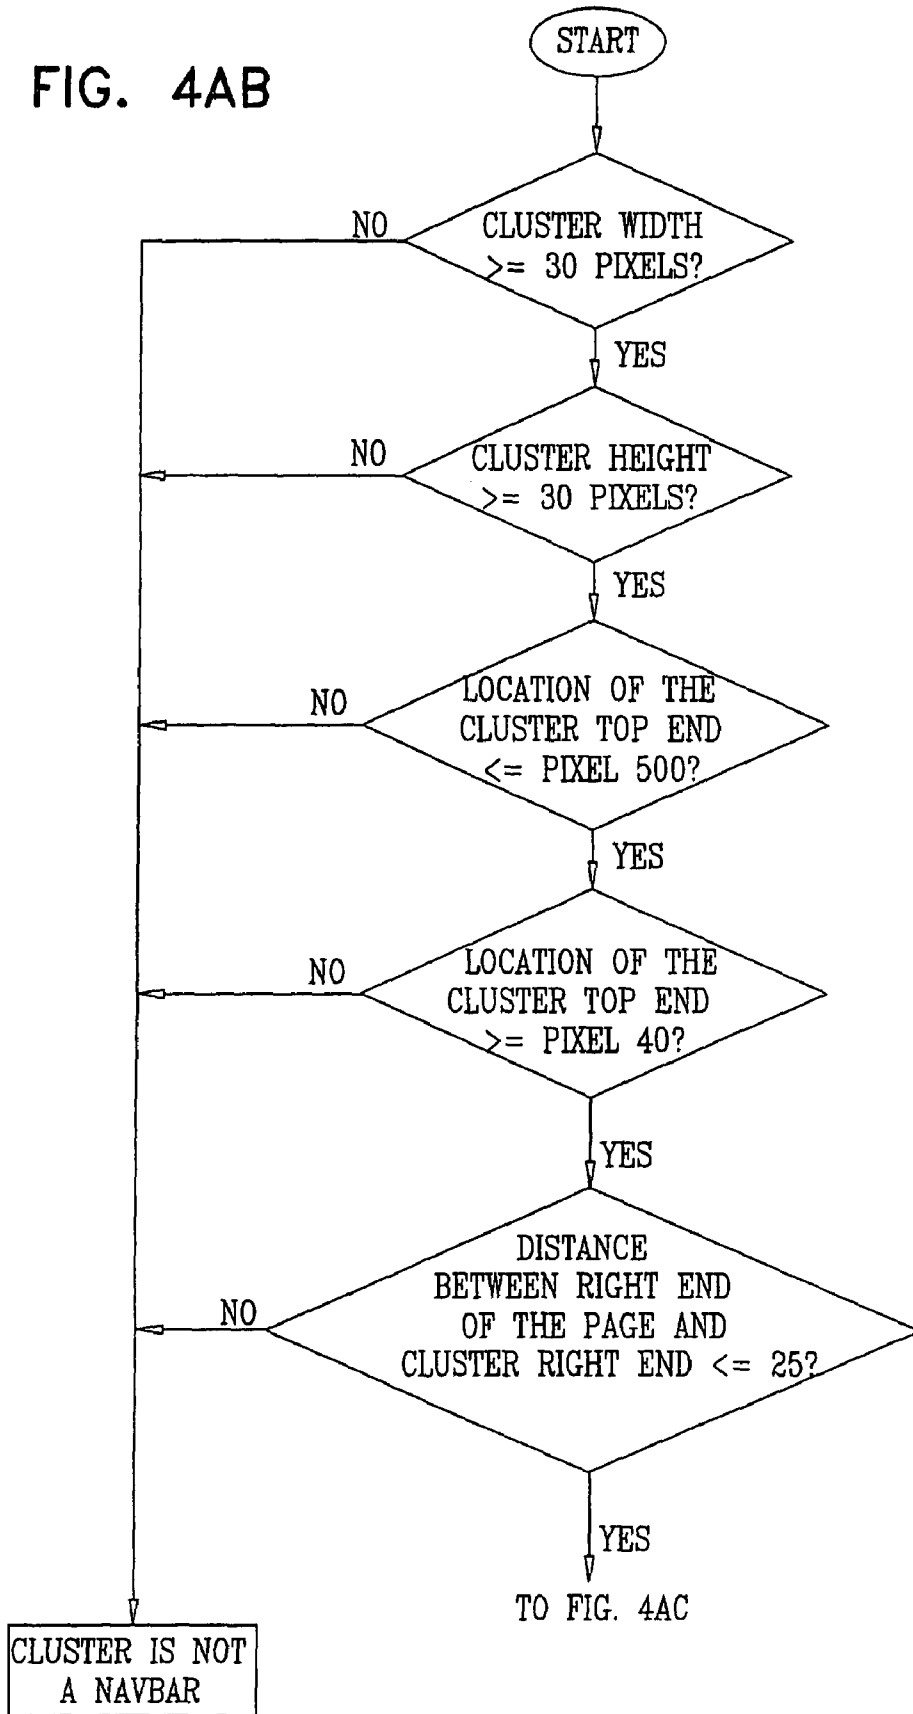 FIG. 4AB
START
CLUSTER WIDTH
>= 30 PIXELS?
NO
YES
CLUSTER HEIGHT
>= 30 PIXELS?
NO
YES
LOCATION OF THE
CLUSTER TOP END
<= PIXEL 500?
NO
YES
LOCATION OF THE
CLUSTER TOP END
>= PIXEL 40?
NO
YES
DISTANCE
BETWEEN RIGHT END
OF THE PAGE AND
CLUSTER RIGHT END <= 25?
NO
YES
TO FIG. 4AC
CLUSTER IS NOT
A NAVBAR